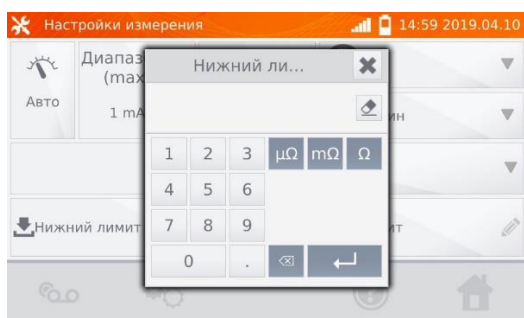 Настройки измерения 14:59 2019.04.10
Диапаз
(max
Авто
1 mA
ин
Нижний лимит
ит
Нижний ли...
1 2 3 µΩ mΩ Ω
4 5 6
7 8 9
0 .